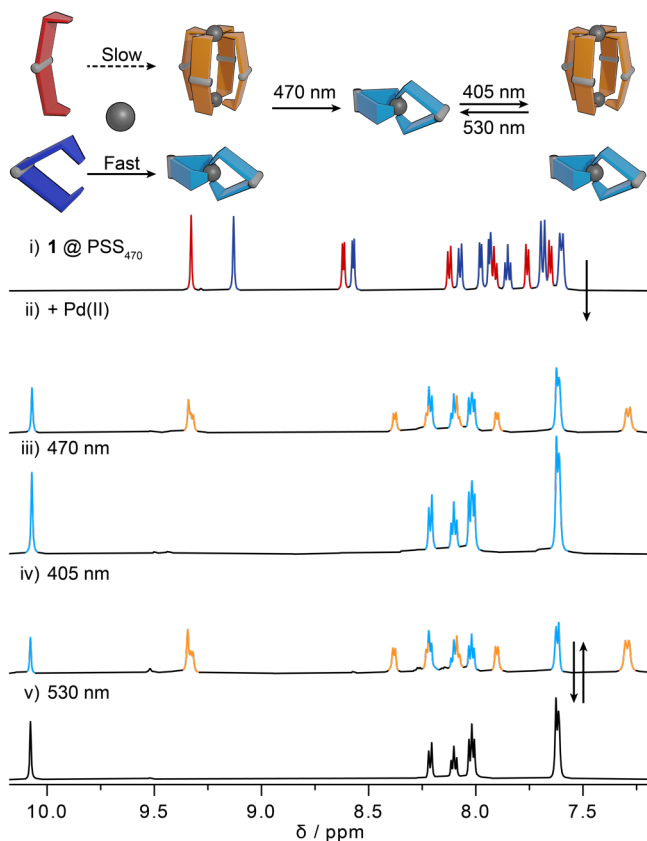 Slow
470 nm
405 nm
530 nm
Fast
i) 1 @ PSS470
ii) + Pd(II)
iii) 470 nm
iv) 405 nm
v) 530 nm
10.0 9.5 9.0 8.5 8.0 7.5
δ / ppm